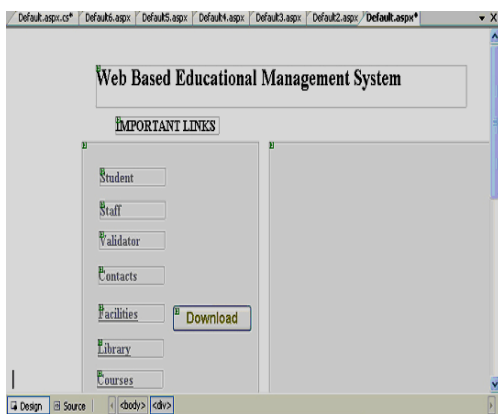 Default.aspx.cs* Default6.aspx Default5.aspx Default4.aspx Default3.aspx Default2.aspx Default.aspx*
Web Based Educational Management System
IMPORTANT LINKS
Student
Staff
Validator
Contacts
Facilities
Download
Library
Courses
Design Source <body> <div>